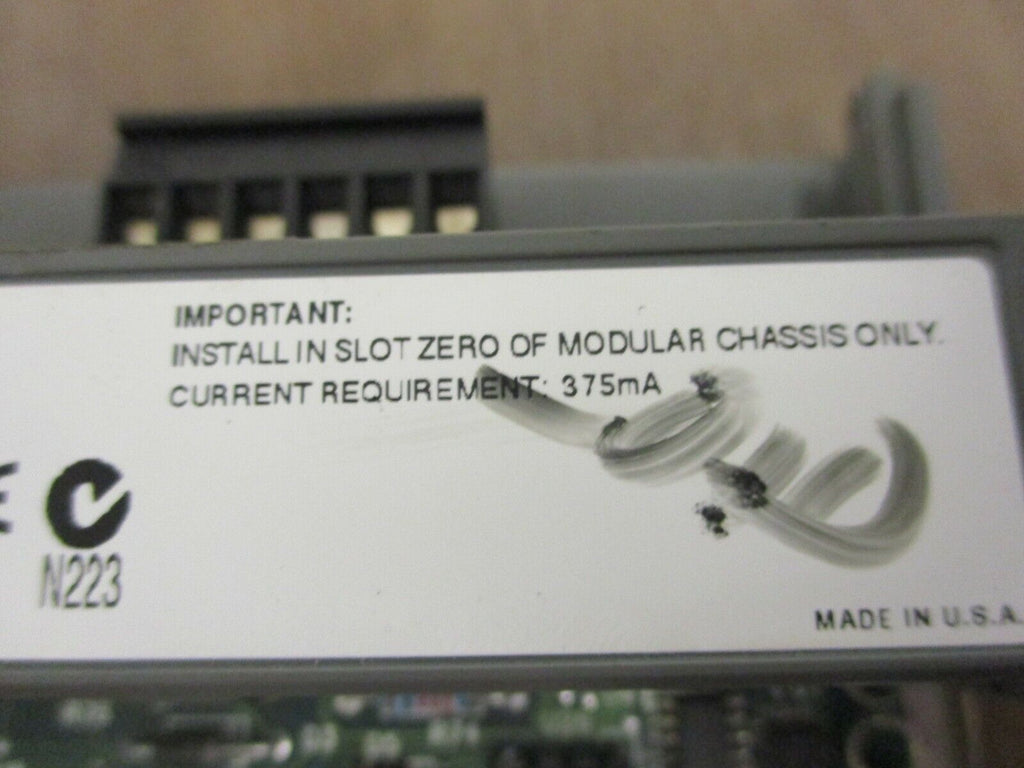 IMPORTANT:
INSTALL IN SLOT ZERO OF MODULAR CHASSIS ONLY.
CURRENT REQUIREMENT: 375mA
N223
MADE IN U.S.A.